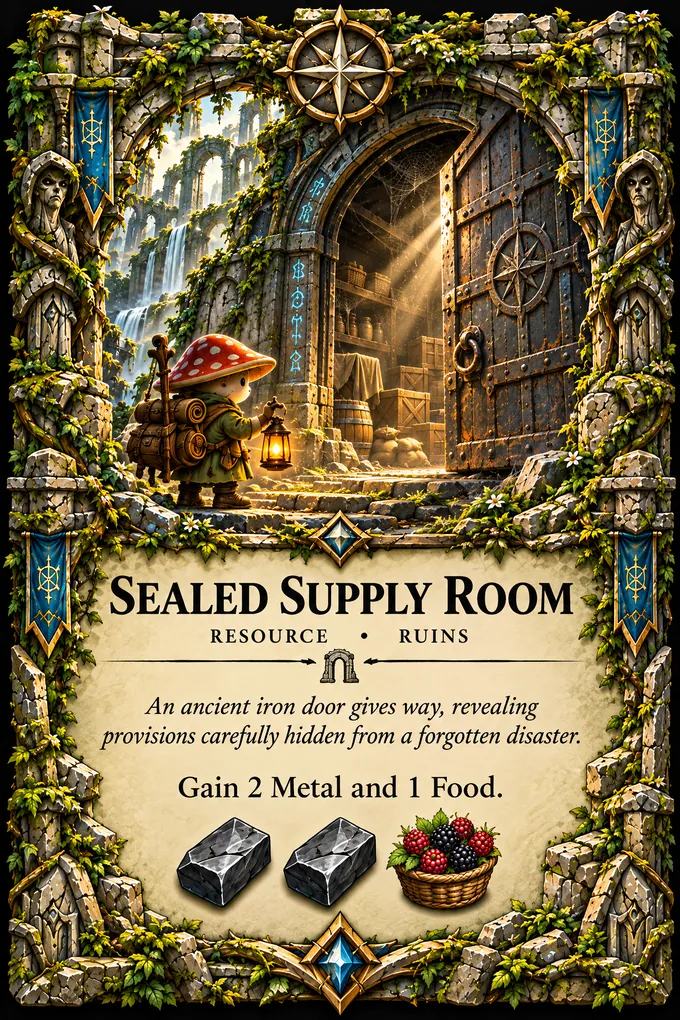 SEALED SUPPLY ROOM
RESOURCE • RUINS
An ancient iron door gives way, revealing
provisions carefully hidden from a forgotten disaster.
Gain 2 Metal and 1 Food.